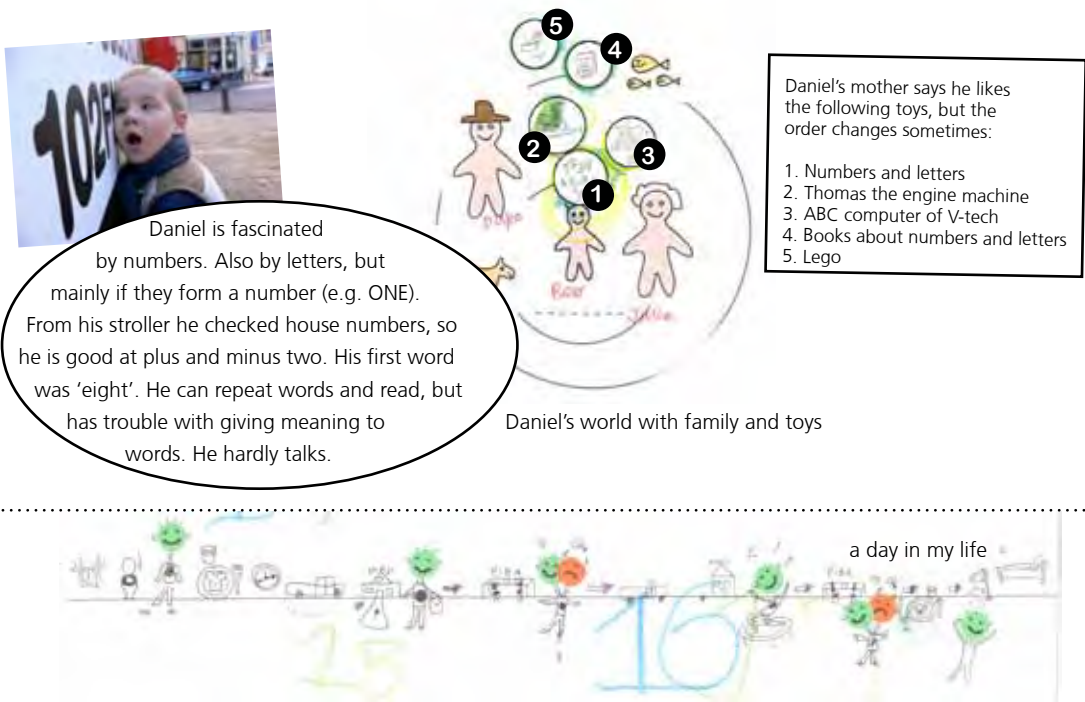 102
5
4
2
3
1
papa
Daniel's mother says he likes
the following toys, but the
order changes sometimes:
1. Numbers and letters
2. Thomas the engine machine
3. ABC computer of V-tech
4. Books about numbers and letters
5. Lego
Daniel is fascinated
by numbers. Also by letters, but
mainly if they form a number (e.g. ONE).
From his stroller he checked house numbers, so
he is good at plus and minus two. His first word
was 'eight'. He can repeat words and read, but
has trouble with giving meaning to
words. He hardly talks.
Daniel's world with family and toys
a day in my life
15
16